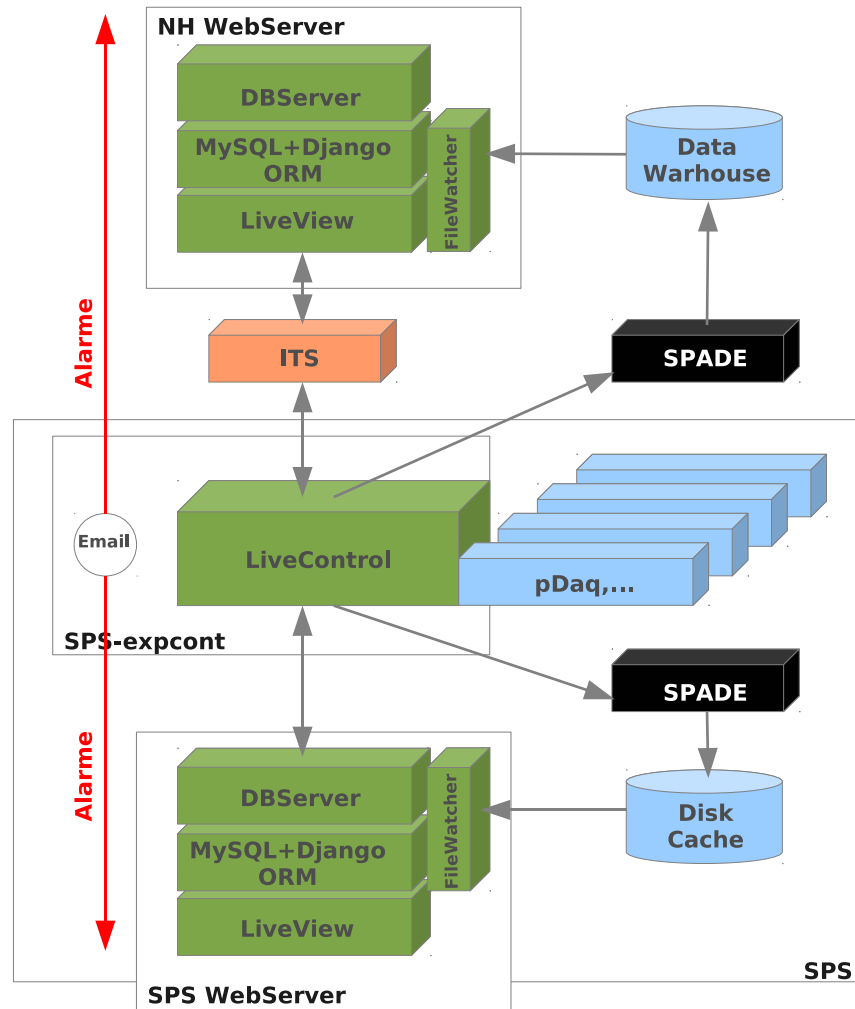 NH WebServer
DBServer
MySQL+Django
ORM
LiveView
FileWatcher
Data
Warhouse
Alarme
ITS
SPADE
Email
LiveControl
pDaq,...
SPS-expcont
SPADE
Alarme
DBServer
MySQL+Django
ORM
LiveView
FileWatcher
Disk
Cache
SPS
SPS WebServer